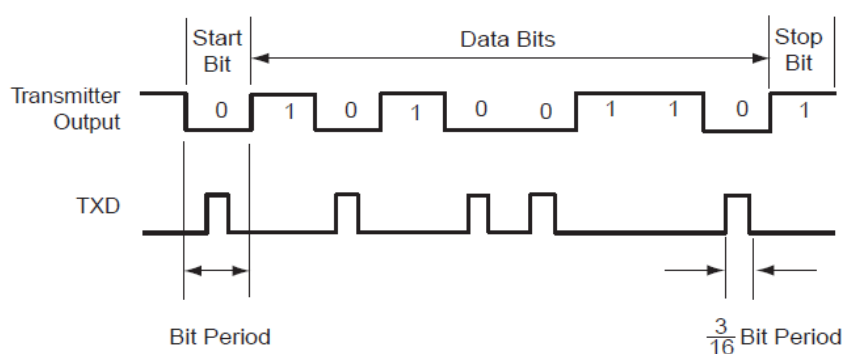 Start
Bit
Data Bits
Stop
Bit
Transmitter
Output
0 1 0 1 0 0 1 1 0 1
TXD
Bit Period
3/16 Bit Period